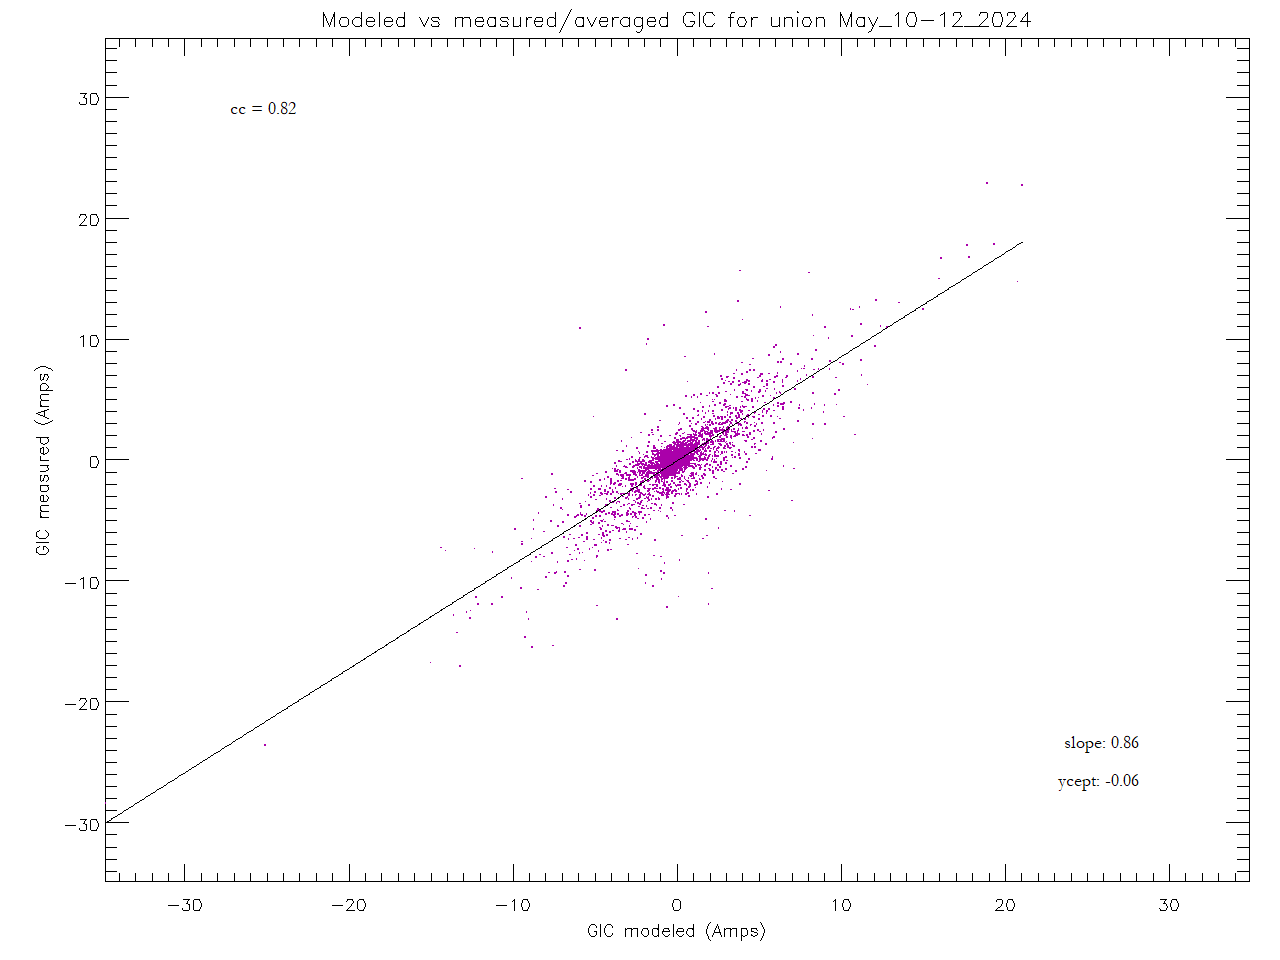 Modeled vs measured/averaged GIC for union May_10-12_2024
cc = 0.82
30
20
10
0
-10
-20
-30
GIC measured (Amps)
slope: 0.86
ycept: -0.06
-30 -20 -10 0 10 20 30
GIC modeled (Amps)